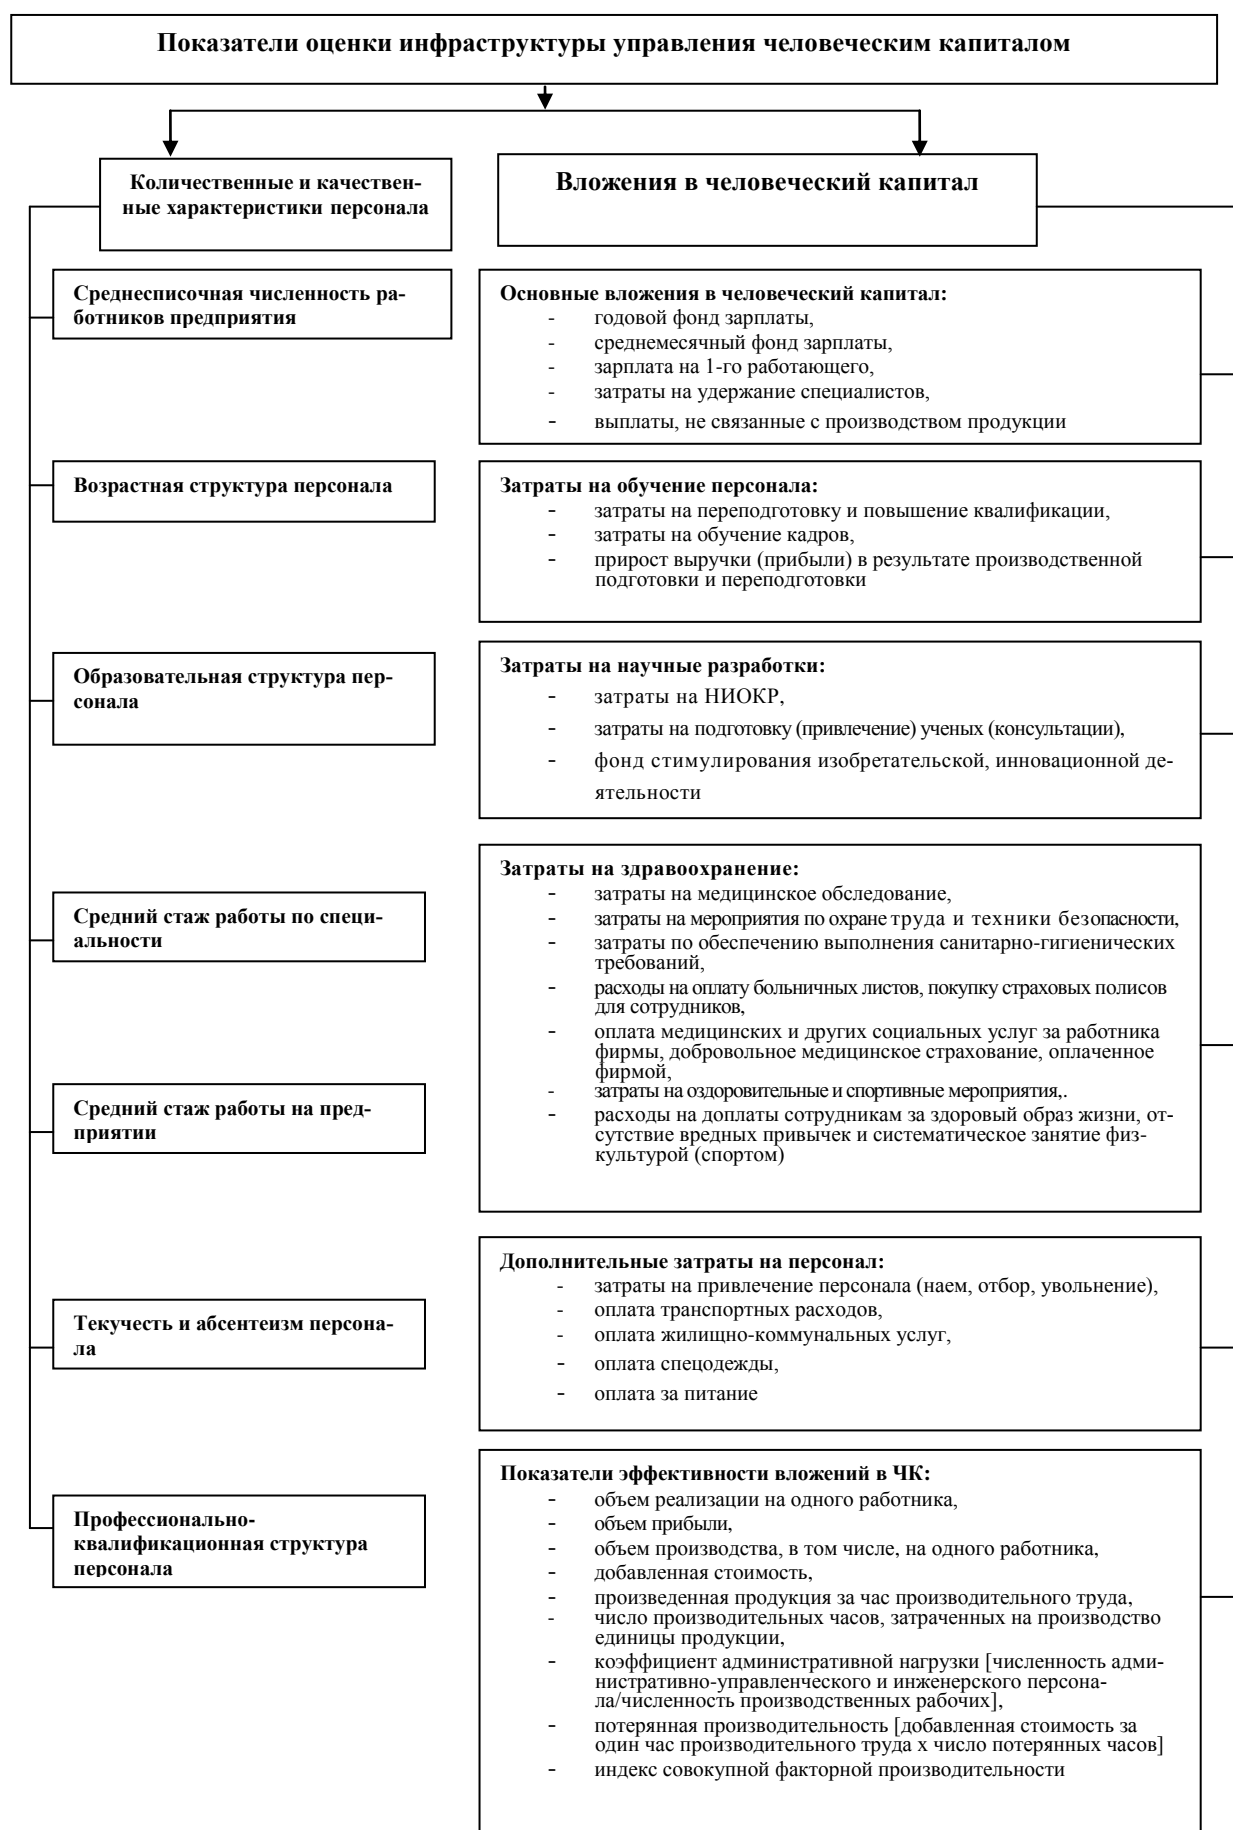 Показатели оценки инфраструктуры управления человеческим капиталом
Количественные и качествен-
ные характеристики персонала
Вложения в человеческий капитал
Среднесписочная численность ра-
ботников предприятия
Возрастная структура персонала
Образовательная структура пер-
сонала
Средний стаж работы по специ-
альности
Средний стаж работы на пред-
приятии
Текучесть и абсентеизм персона-
ла
Профессионально-
квалификационная структура
персонала
Основные вложения в человеческий капитал:
- годовой фонд зарплаты,
- среднемесячный фонд зарплаты,
- зарплата на 1-го работающего,
- затраты на удержание специалистов,
- выплаты, не связанные с производством продукции
Затраты на обучение персонала:
- затраты на переподготовку и повышение квалификации,
- затраты на обучение кадров,
- прирост выручки (прибыли) в результате производственной
подготовки и переподготовки
Затраты на научные разработки:
- затраты на НИОКР,
- затраты на подготовку (привлечение) ученых (консультации),
- фонд стимулирования изобретательской, инновационной де-
ятельности
Затраты на здравоохранение:
- затраты на медицинское обследование,
- затраты на мероприятия по охране труда и техники безопасности,
- затраты по обеспечению выполнения санитарно-гигиенических
требований,
- расходы на оплату больничных листов, покупку страховых полисов
для сотрудников,
- оплата медицинских и других социальных услуг за работника
фирмы, добровольное медицинское страхование, оплаченное
фирмой,
- затраты на оздоровительные и спортивные мероприятия,.
- расходы на доплаты сотрудникам за здоровый образ жизни, от-
сутствие вредных привычек и систематическое занятие физ-
культурой (спортом)
Дополнительные затраты на персонал:
- затраты на привлечение персонала (наем, отбор, увольнение),
- оплата транспортных расходов,
- оплата жилищно-коммунальных услуг,
- оплата спецодежды,
- оплата за питание
Показатели эффективности вложений в ЧК:
- объем реализации на одного работника,
- объем прибыли,
- объем производства, в том числе, на одного работника,
- добавленная стоимость,
- произведенная продукция за час производительного труда,
- число производительных часов, затраченных на производство
единицы продукции,
- коэффициент административной нагрузки [численность адми-
нистративно-управленческого и инженерского персона-
ла/численность производственных рабочих],
- потерянная производительность [добавленная стоимость за
один час производительного труда х число потерянных часов]
- индекс совокупной факторной производительности